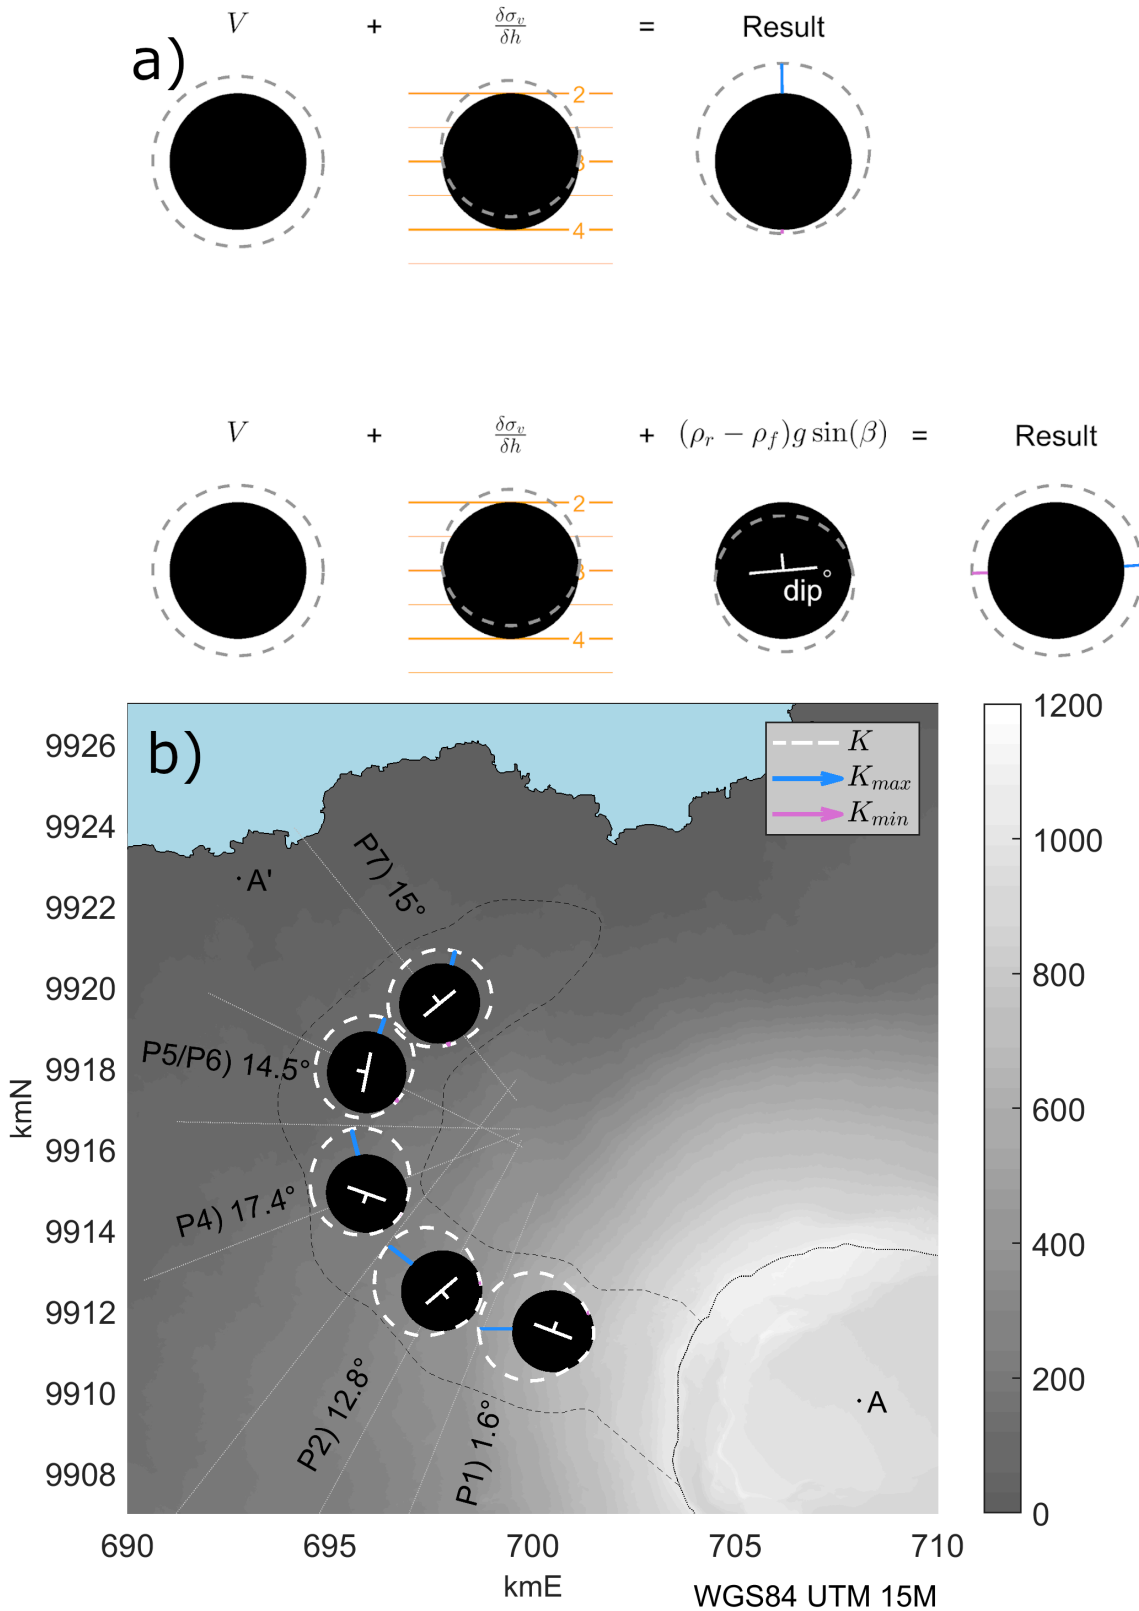 V + δσᵥ/δh = Result
a)
2
3
4
V + δσᵥ/δh + (ρᵣ − ρ_f)g sin(β) = Result
2
3
4
dip°
b)
K
K_max
K_min
A'
P7) 15°
P5/P6) 14.5°
P4) 17.4°
P2) 12.8°
P1) 1.6°
A
9926
9924
9922
9920
9918
9916
9914
9912
9910
9908
kmN
690 695 700 705 710
kmE
WGS84 UTM 15M
1200
1000
800
600
400
200
0